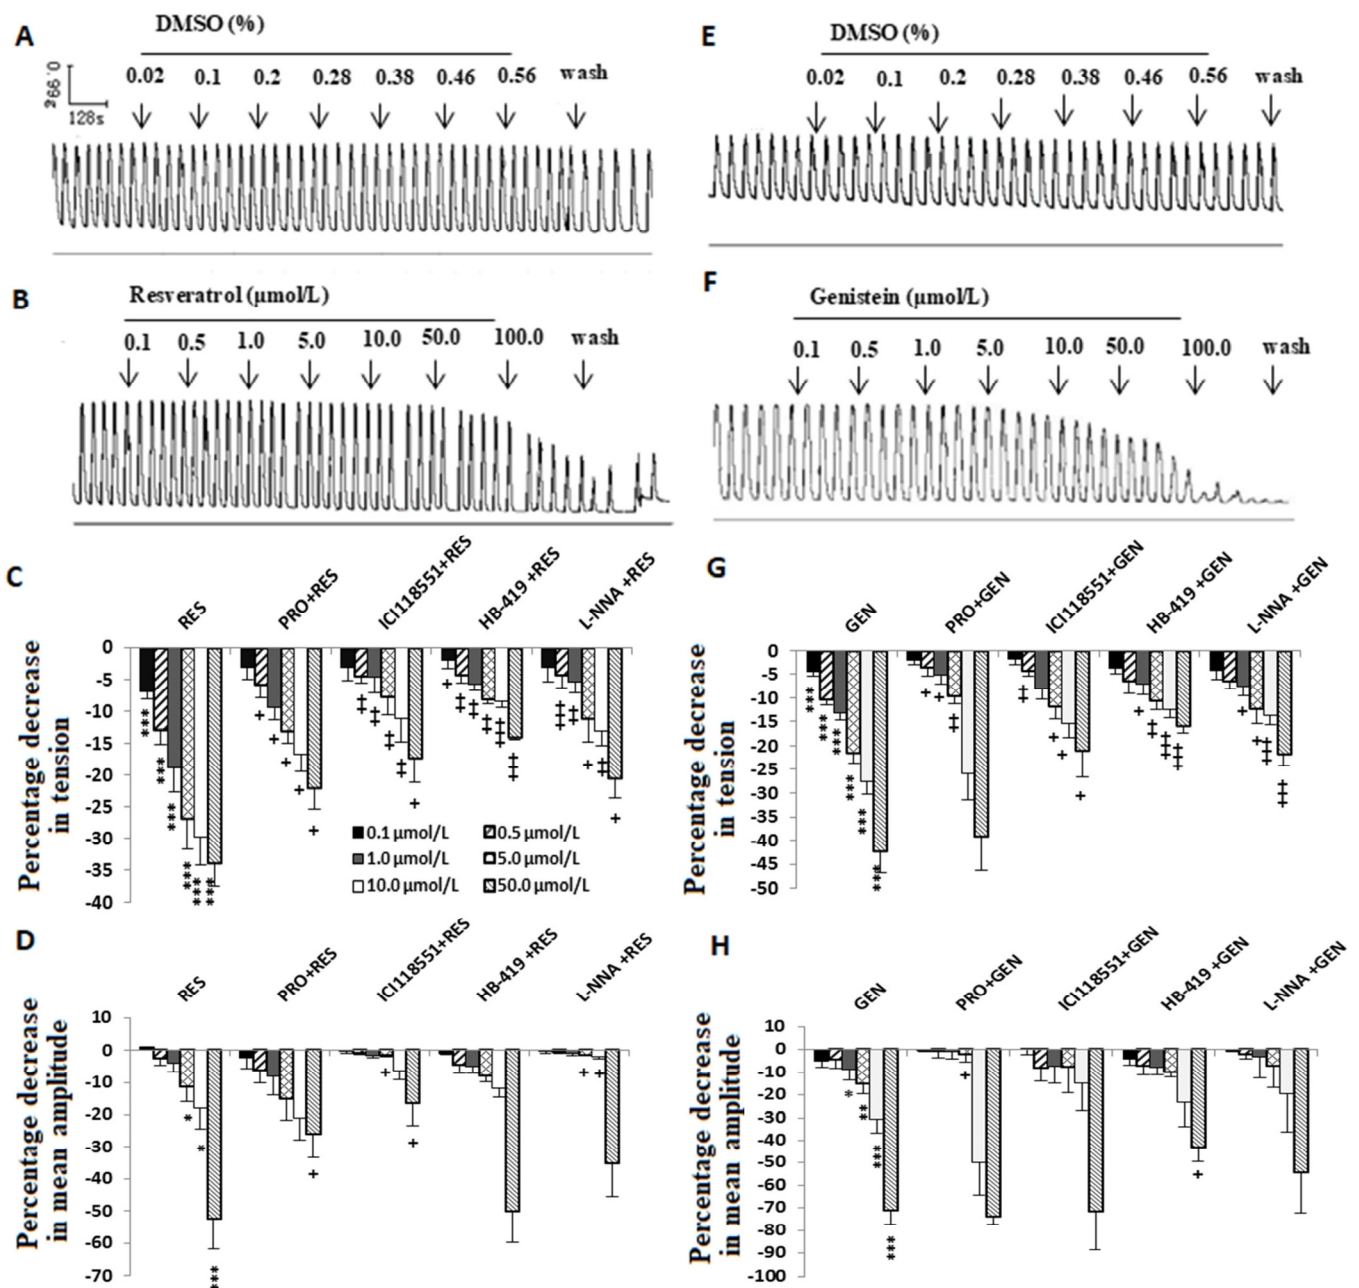 A
DMSO (%)
0.02 0.1 0.2 0.28 0.38 0.46 0.56 wash
0.99g
128s
E
DMSO (%)
0.02 0.1 0.2 0.28 0.38 0.46 0.56 wash
B
Resveratrol (µmol/L)
0.1 0.5 1.0 5.0 10.0 50.0 100.0 wash
F
Genistein (µmol/L)
0.1 0.5 1.0 5.0 10.0 50.0 100.0 wash
C
RES PRO+RES ICI118551+RES HB-419 +RES L-NNA +RES
Percentage decrease
in tension
0
-5
-10
-15
-20
-25
-30
-35
-40
*** *** *** *** *** ***
+ + + + +
‡ ‡ ‡ ‡ +
+ ‡ ‡ ‡ ‡ ‡
‡ ‡ + ‡ +
0.1 µmol/L 0.5 µmol/L
1.0 µmol/L 5.0 µmol/L
10.0 µmol/L 50.0 µmol/L
G
GEN PRO+GEN ICI118551+GEN HB-419 +GEN L-NNA +GEN
Percentage decrease
in tension
0
-5
-10
-15
-20
-25
-30
-35
-40
-45
-50
*** *** *** *** *** ***
+ + ‡
‡ + + +
+ ‡ ‡ ‡
+ + ‡ ‡
D
RES PRO+RES ICI118551+RES HB-419 +RES L-NNA +RES
Percentage decrease
in mean amplitude
10
0
-10
-20
-30
-40
-50
-60
-70
* * ***
+
+ +
+ +
H
GEN PRO+GEN ICI118551+GEN HB-419 +GEN L-NNA +GEN
Percentage decrease
in mean amplitude
10
0
-10
-20
-30
-40
-50
-60
-70
-80
-90
-100
* ** *** ***
+
+